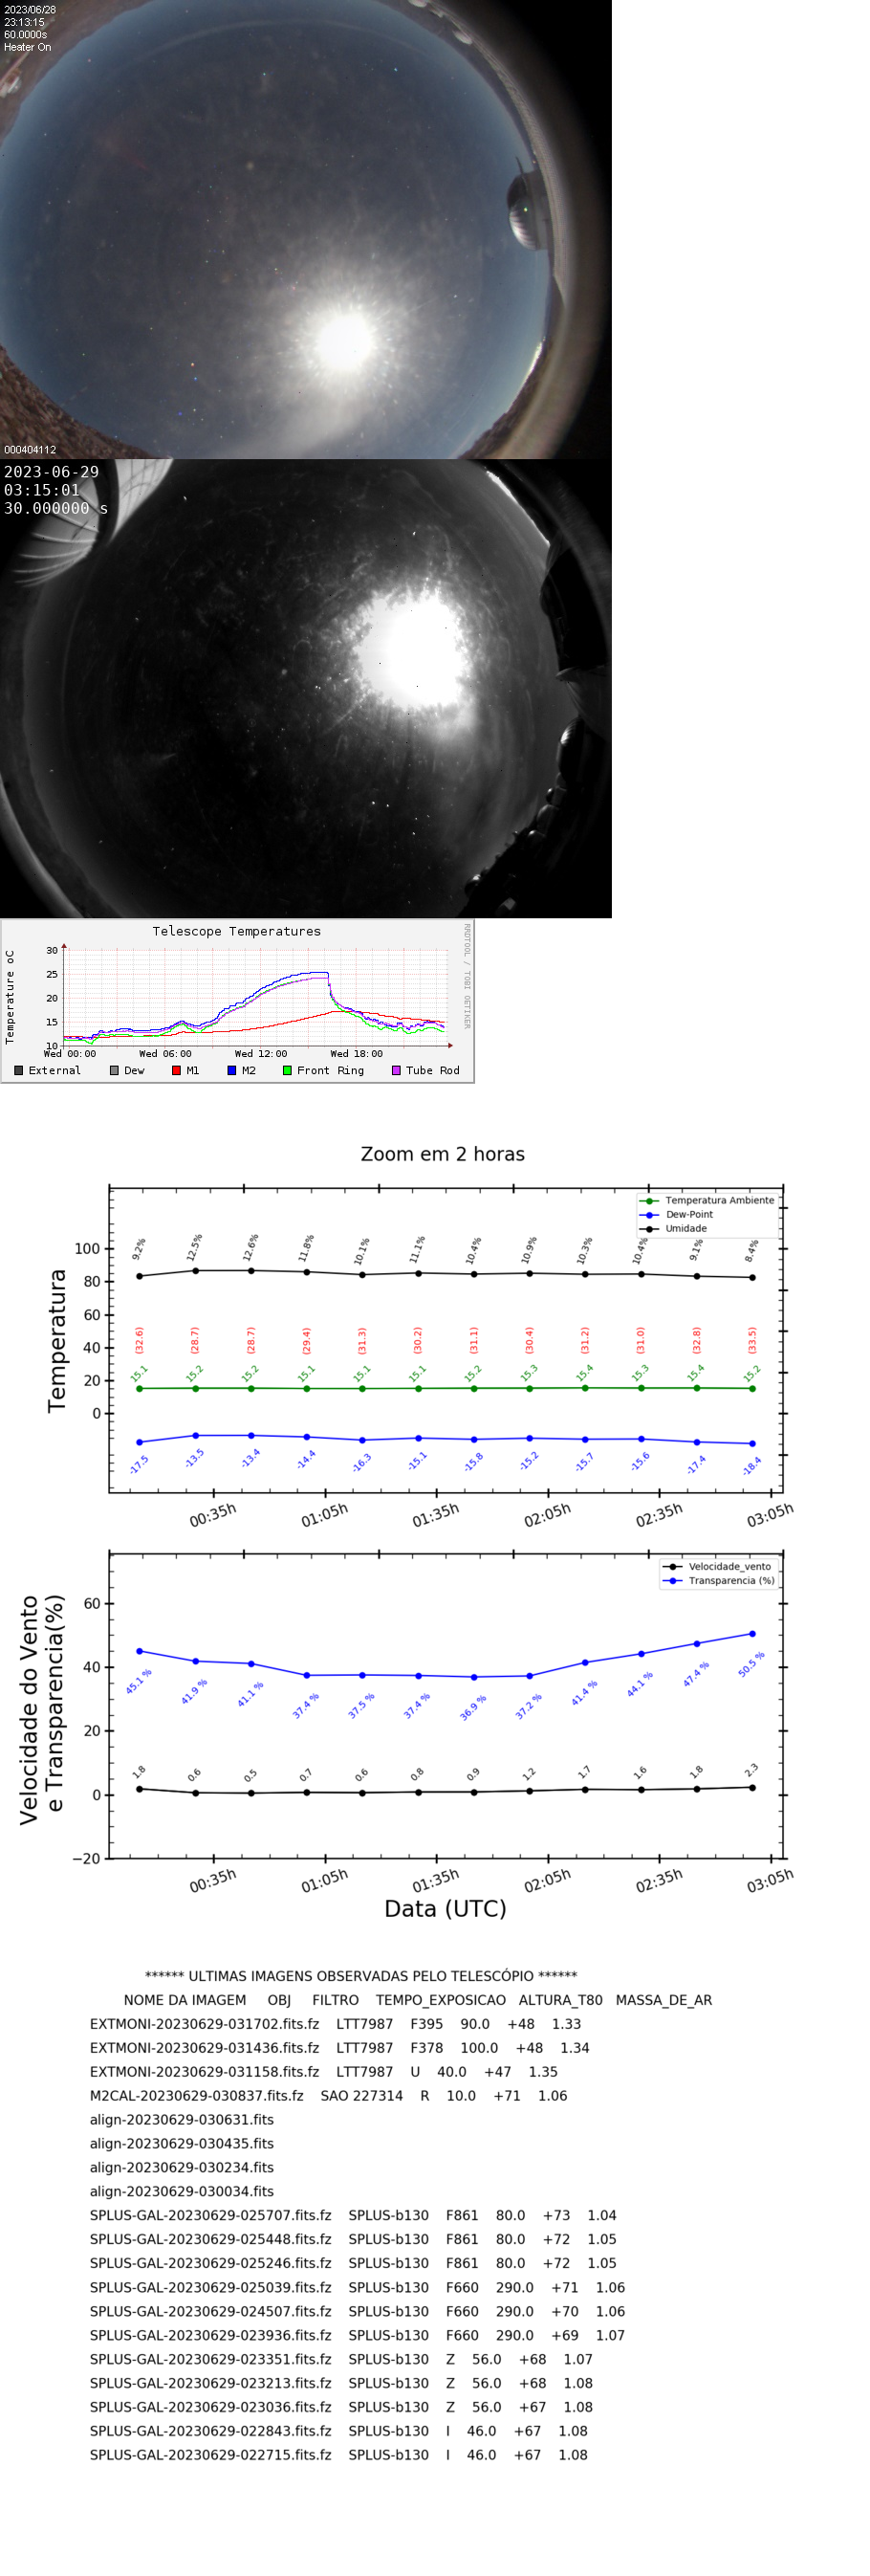 2023/06/28
23:13:15
60.0000s
Heater On
000404112
2023-06-29
03:15:01
30.000000 s
Telescope Temperatures
RRDTOOL / TOBI OETIKER
Temperature oC
30
25
20
15
10
Wed 00:00 Wed 06:00 Wed 12:00 Wed 18:00
External Dew M1 M2 Front Ring Tube Rod
Zoom em 2 horas
Temperatura Ambiente
Dew-Point
Umidade
Temperatura
100
80
60
40
20
0
9.2% 12.5% 12.6% 11.8% 10.1% 11.1% 10.4% 10.9% 10.3% 10.4% 9.1% 8.4%
(32.6) (28.7) (28.7) (29.4) (31.3) (30.2) (31.1) (30.4) (31.2) (31.0) (32.8) (33.5)
15.1 15.2 15.2 15.1 15.1 15.1 15.2 15.3 15.4 15.3 15.4 15.2
-17.5 -13.5 -13.4 -14.4 -16.3 -15.1 -15.8 -15.2 -15.7 -15.6 -17.4 -18.4
00:35h 01:05h 01:35h 02:05h 02:35h 03:05h
Velocidade_vento
Transparencia (%)
Velocidade do Vento
e Transparencia(%)
60
40
20
0
−20
45.1 % 41.9 % 41.1 % 37.4 % 37.5 % 37.4 % 36.9 % 37.2 % 41.4 % 44.1 % 47.4 % 50.5 %
1.8 0.6 0.5 0.7 0.6 0.8 0.9 1.2 1.7 1.6 1.8 2.3
00:35h 01:05h 01:35h 02:05h 02:35h 03:05h
Data (UTC)
****** ULTIMAS IMAGENS OBSERVADAS PELO TELESCÓPIO ******
NOME DA IMAGEM OBJ FILTRO TEMPO_EXPOSICAO ALTURA_T80 MASSA_DE_AR
EXTMONI-20230629-031702.fits.fz LTT7987 F395 90.0 +48 1.33
EXTMONI-20230629-031436.fits.fz LTT7987 F378 100.0 +48 1.34
EXTMONI-20230629-031158.fits.fz LTT7987 U 40.0 +47 1.35
M2CAL-20230629-030837.fits.fz SAO 227314 R 10.0 +71 1.06
align-20230629-030631.fits
align-20230629-030435.fits
align-20230629-030234.fits
align-20230629-030034.fits
SPLUS-GAL-20230629-025707.fits.fz SPLUS-b130 F861 80.0 +73 1.04
SPLUS-GAL-20230629-025448.fits.fz SPLUS-b130 F861 80.0 +72 1.05
SPLUS-GAL-20230629-025246.fits.fz SPLUS-b130 F861 80.0 +72 1.05
SPLUS-GAL-20230629-025039.fits.fz SPLUS-b130 F660 290.0 +71 1.06
SPLUS-GAL-20230629-024507.fits.fz SPLUS-b130 F660 290.0 +70 1.06
SPLUS-GAL-20230629-023936.fits.fz SPLUS-b130 F660 290.0 +69 1.07
SPLUS-GAL-20230629-023351.fits.fz SPLUS-b130 Z 56.0 +68 1.07
SPLUS-GAL-20230629-023213.fits.fz SPLUS-b130 Z 56.0 +68 1.08
SPLUS-GAL-20230629-023036.fits.fz SPLUS-b130 Z 56.0 +67 1.08
SPLUS-GAL-20230629-022843.fits.fz SPLUS-b130 I 46.0 +67 1.08
SPLUS-GAL-20230629-022715.fits.fz SPLUS-b130 I 46.0 +67 1.08